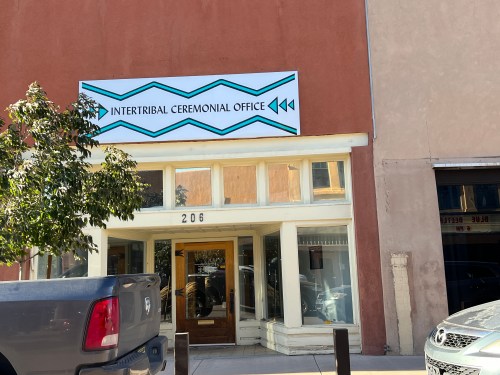 INTERTRIBAL CEREMONIAL OFFICE
206